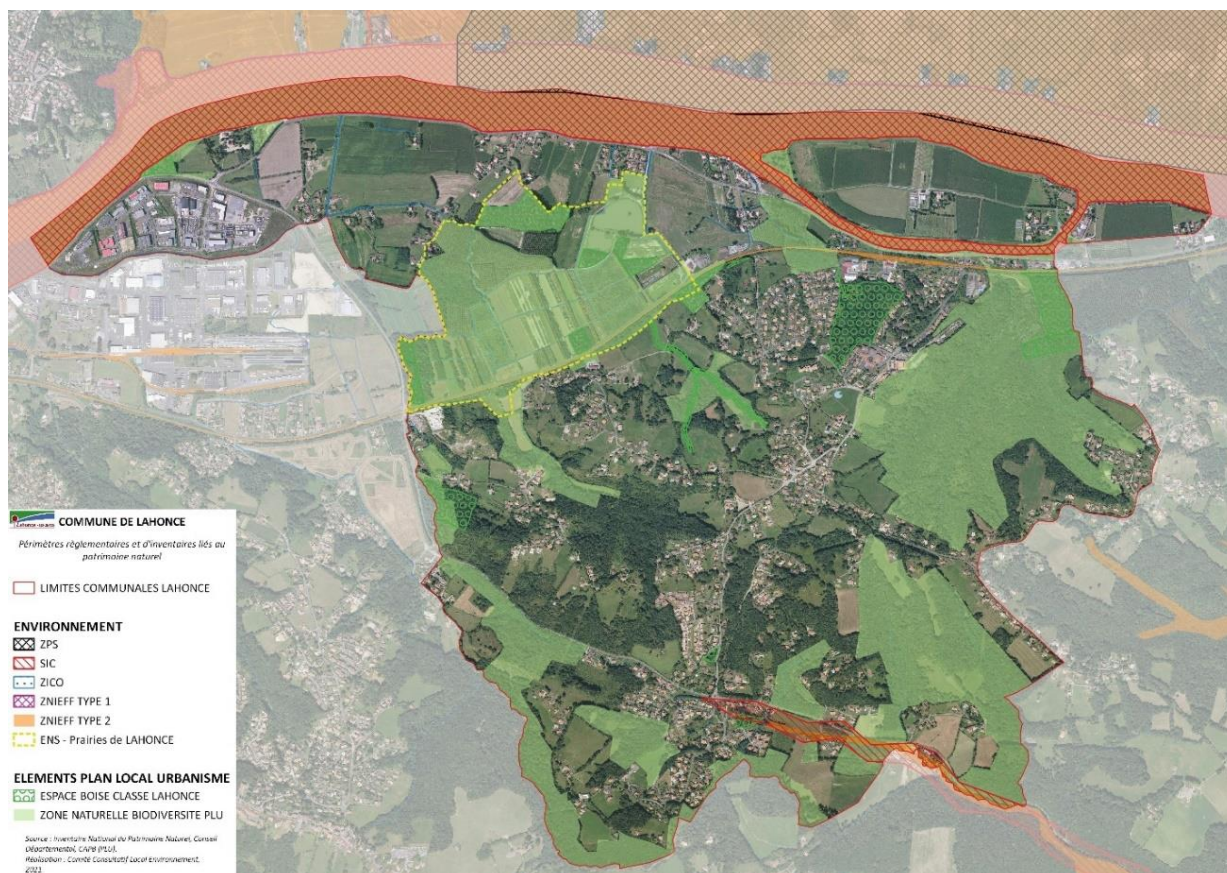 COMMUNE DE LAHONCE
Périmètres règlementaires et d'inventaires liés au
patrimoine naturel
LIMITES COMMUNALES LAHONCE
ENVIRONNEMENT
ZPS
SIC
ZICO
ZNIEFF TYPE 1
ZNIEFF TYPE 2
ENS - Prairies de LAHONCE
ELEMENTS PLAN LOCAL URBANISME
ESPACE BOISE CLASSE LAHONCE
ZONE NATURELLE BIODIVERSITE PLU
Source : Inventaire National du Patrimoine Naturel, Conseil
Départemental, CAPB (PLU).
Réalisation : Comité Consultatif Local Environnement.
2021